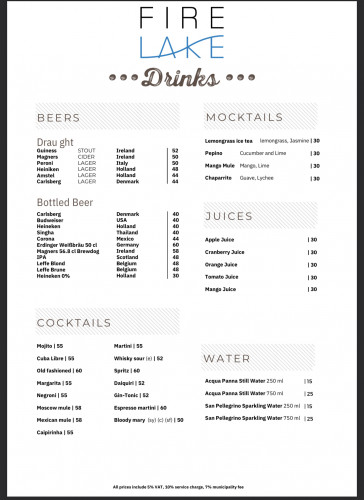 FIRE
LAKE
Drinks
BEERS
Drau ght
Guiness STOUT Ireland | 52
Magners CIDER Ireland | 50
Peroni LAGER Italy | 50
Heiniken LAGER Holland | 48
Amstel LAGER Holland | 44
Carlsberg LAGER Denmark | 44
Bottled Beer
Carlsberg Denmark | 40
Budweiser USA | 40
Heineken Holland | 40
Singha Thailand | 40
Corona Mexico | 44
Erdinger Weißbräu 50 cl Germany | 60
Magners 56.8 cl Brewdog Ireland | 58
IPA Scotland | 48
Leffe Blond Belgium | 48
Leffe Brune Belgium | 48
Heineken 0% Holland | 30
COCKTAILS
Mojito | 55
Cuba Libre | 55
Old fashioned | 60
Margarita | 55
Negroni | 55
Moscow mule | 58
Mexican mule | 58
Caipirinha | 55
Martini | 55
Whisky sour (e) | 52
Spritz | 60
Daiquiri | 52
Gin-Tonic | 52
Espresso martini | 60
Bloody mary (sy) (c) (sf) | 50
MOCKTAILS
Lemongrass ice tea lemongrass, Jasmine | 30
Pepino Cucumber and Lime | 30
Mango Mule Mango, Lime | 30
Chaparrito Guave, Lychee | 30
JUICES
Apple Juice | 30
Cranberry Juice | 30
Orange Juice | 30
Tomato Juice | 30
Mango Juice | 30
WATER
Acqua Panna Still Water 250 ml | 15
Acqua Panna Still Water 750 ml | 25
San Pellegrino Sparkling Water 250 ml | 15
San Pellegrino Sparkling Water 750 ml | 25
All prices include 5% VAT, 10% service charge, 7% municipality fee